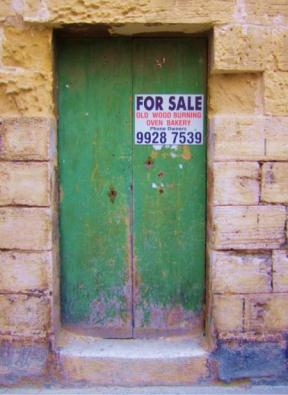 FOR SALE
OLD WOOD BURNING
OVEN BAKERY
Phone Owners
9928 7539